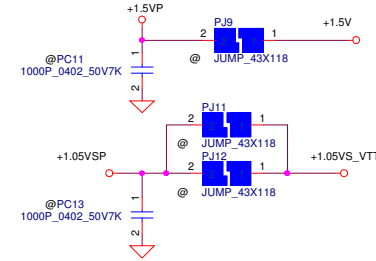 +1.5VP
PJ9
+1.5V
2 1
@
JUMP_43X118
@PC11
1000P_0402_50V7K
1
2
PJ11
2 1
@
JUMP_43X118
+1.05VSP
PJ12
+1.05VS_VTT
2 1
@
JUMP_43X118
@PC13
1000P_0402_50V7K
1
2